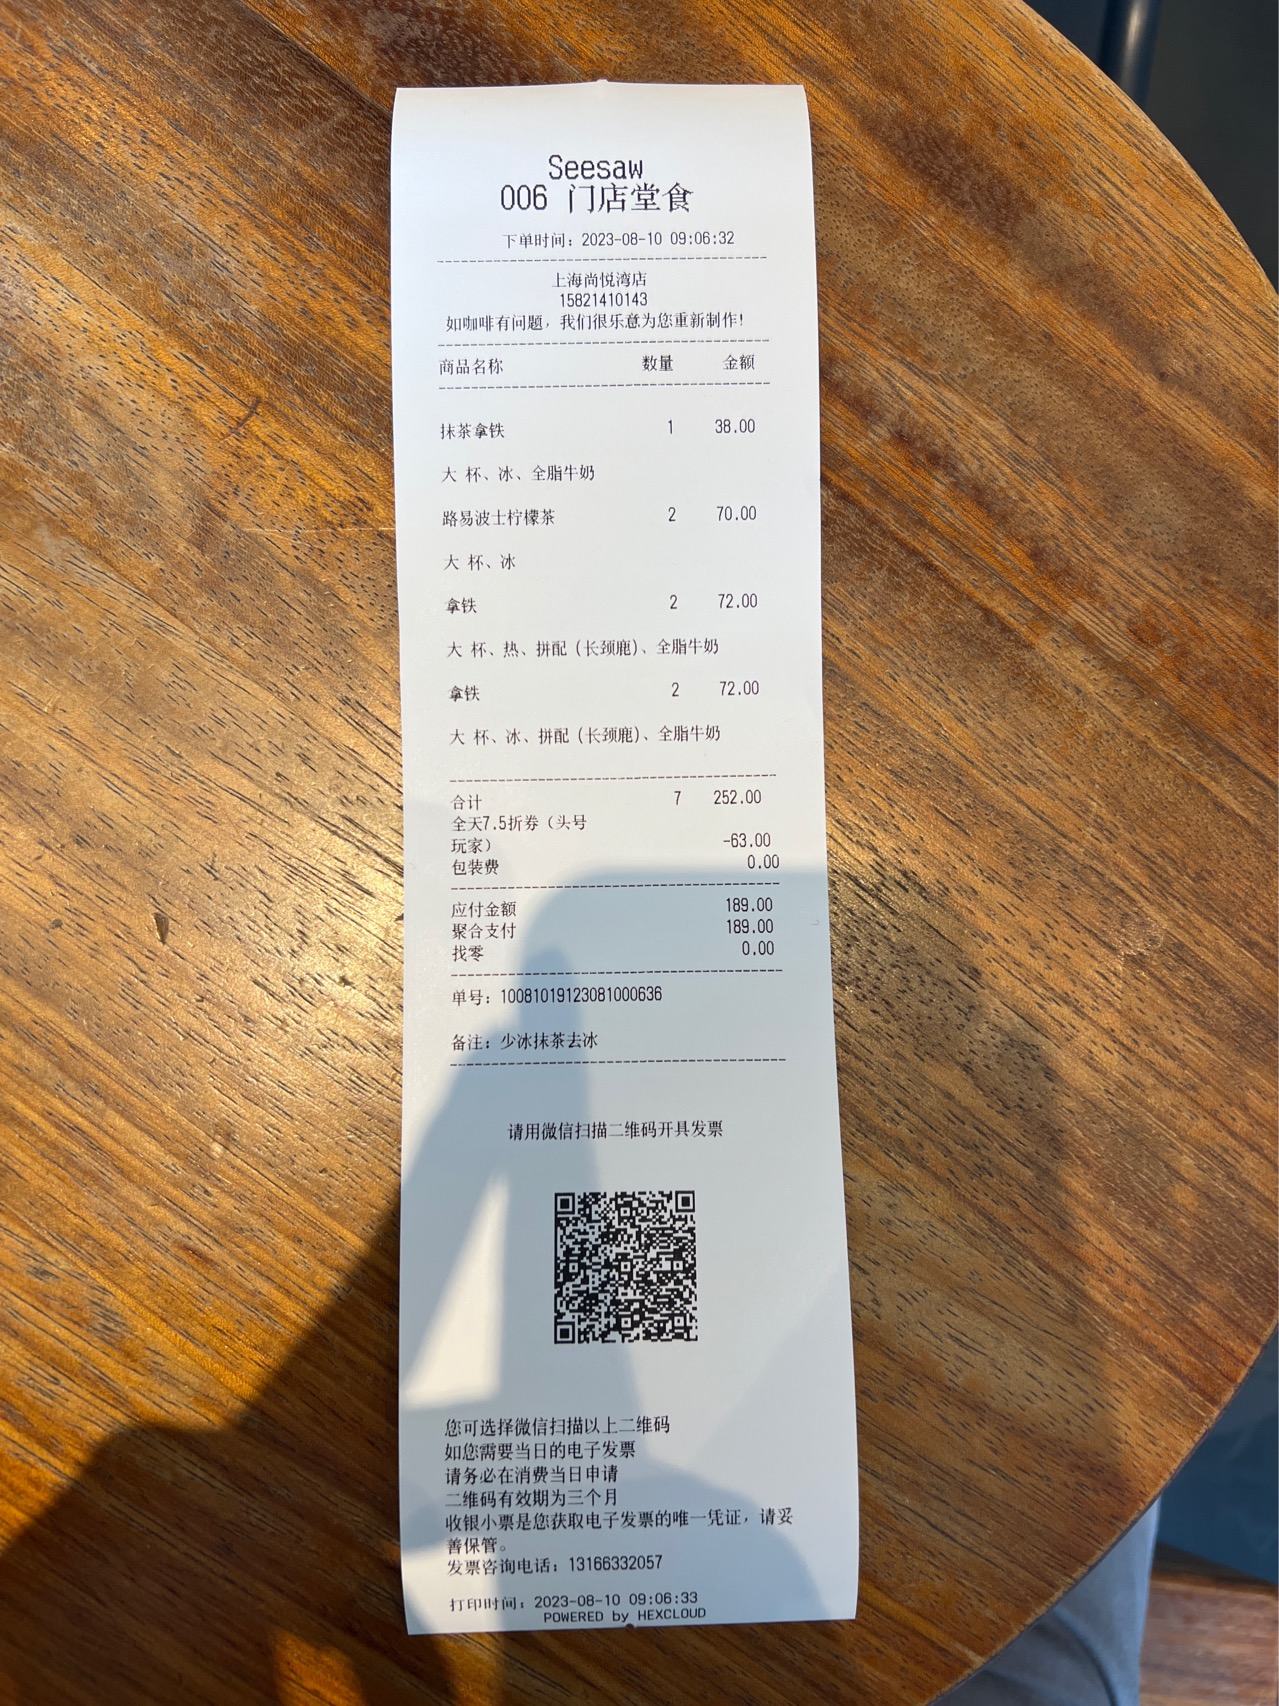 Seesaw
006 门店堂食
下单时间：2023-08-10 09:06:32
上海尚悦湾店
15821410143
如咖啡有问题，我们很乐意为您重新制作！
商品名称 数量 金额
抹茶拿铁 1 38.00
大 杯、冰、全脂牛奶
路易波士柠檬茶 2 70.00
大 杯、冰
拿铁 2 72.00
大 杯、热、拼配（长颈鹿）、全脂牛奶
拿铁 2 72.00
大 杯、冰、拼配（长颈鹿）、全脂牛奶
合计 7 252.00
全天7.5折券（头号
玩家） -63.00
包装费 0.00
应付金额 189.00
聚合支付 189.00
找零 0.00
单号：10081019123081000636
备注：少冰抹茶去冰
请用微信扫描二维码开具发票
您可选择微信扫描以上二维码
如您需要当日的电子发票
请务必在消费当日申请
二维码有效期为三个月
收银小票是您获取电子发票的唯一凭证，请妥
善保管。
发票咨询电话：13166332057
打印时间：2023-08-10 09:06:33
POWERED by HEXCLOUD